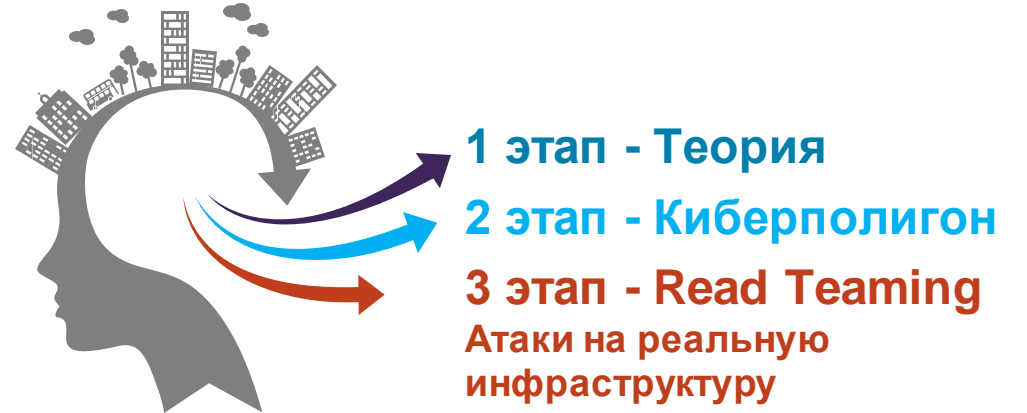 1 этап - Теория
2 этап - Киберполигон
3 этап - Read Teaming
Атаки на реальную
инфраструктуру